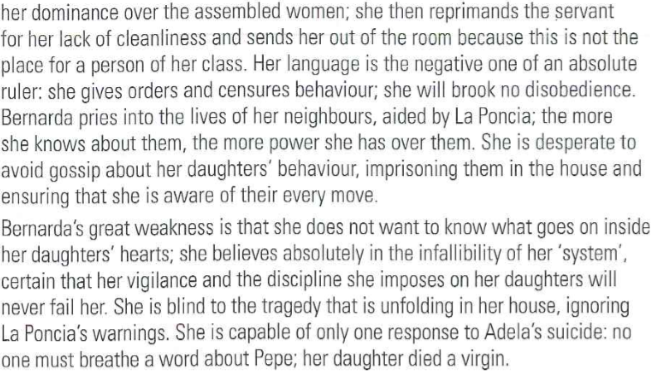 her dominance over the assembled women; she then reprimands the servant
for her lack of cleanliness and sends her out of the room because this is not the
place for a person of her class. Her language is the negative one of an absolute
ruler: she gives orders and censures behaviour; she will brook no disobedience.
Bernarda pries into the lives of her neighbours, aided by La Poncia; the more
she knows about them, the more power she has over them. She is desperate to
avoid gossip about her daughters' behaviour, imprisoning them in the house and
ensuring that she is aware of their every move.
Bernarda's great weakness is that she does not want to know what goes on inside
her daughters' hearts; she believes absolutely in the infallibility of her 'system',
certain that her vigilance and the discipline she imposes on her daughters will
never fail her. She is blind to the tragedy that is unfolding in her house, ignoring
La Poncia's warnings. She is capable of only one response to Adela's suicide: no
one must breathe a word about Pepe; her daughter died a virgin.